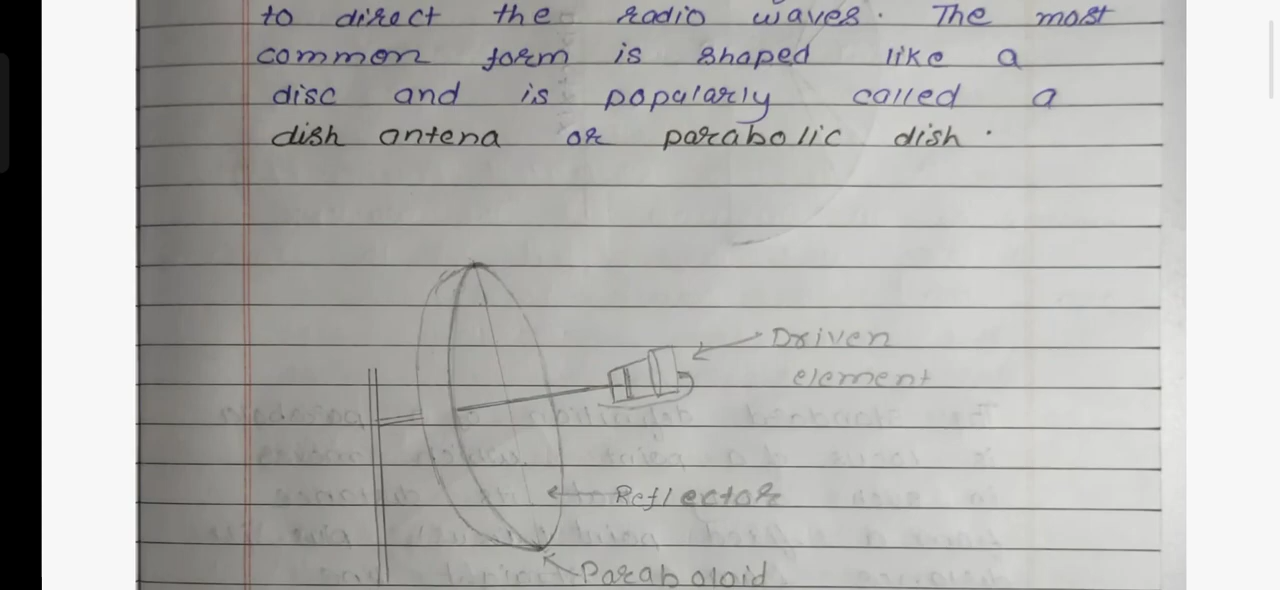 to direct the radio waves. The most
common form is shaped like a
disc and is popularly called a
dish antena or parabolic dish.
Driven
element
Reflector
Paraboloid